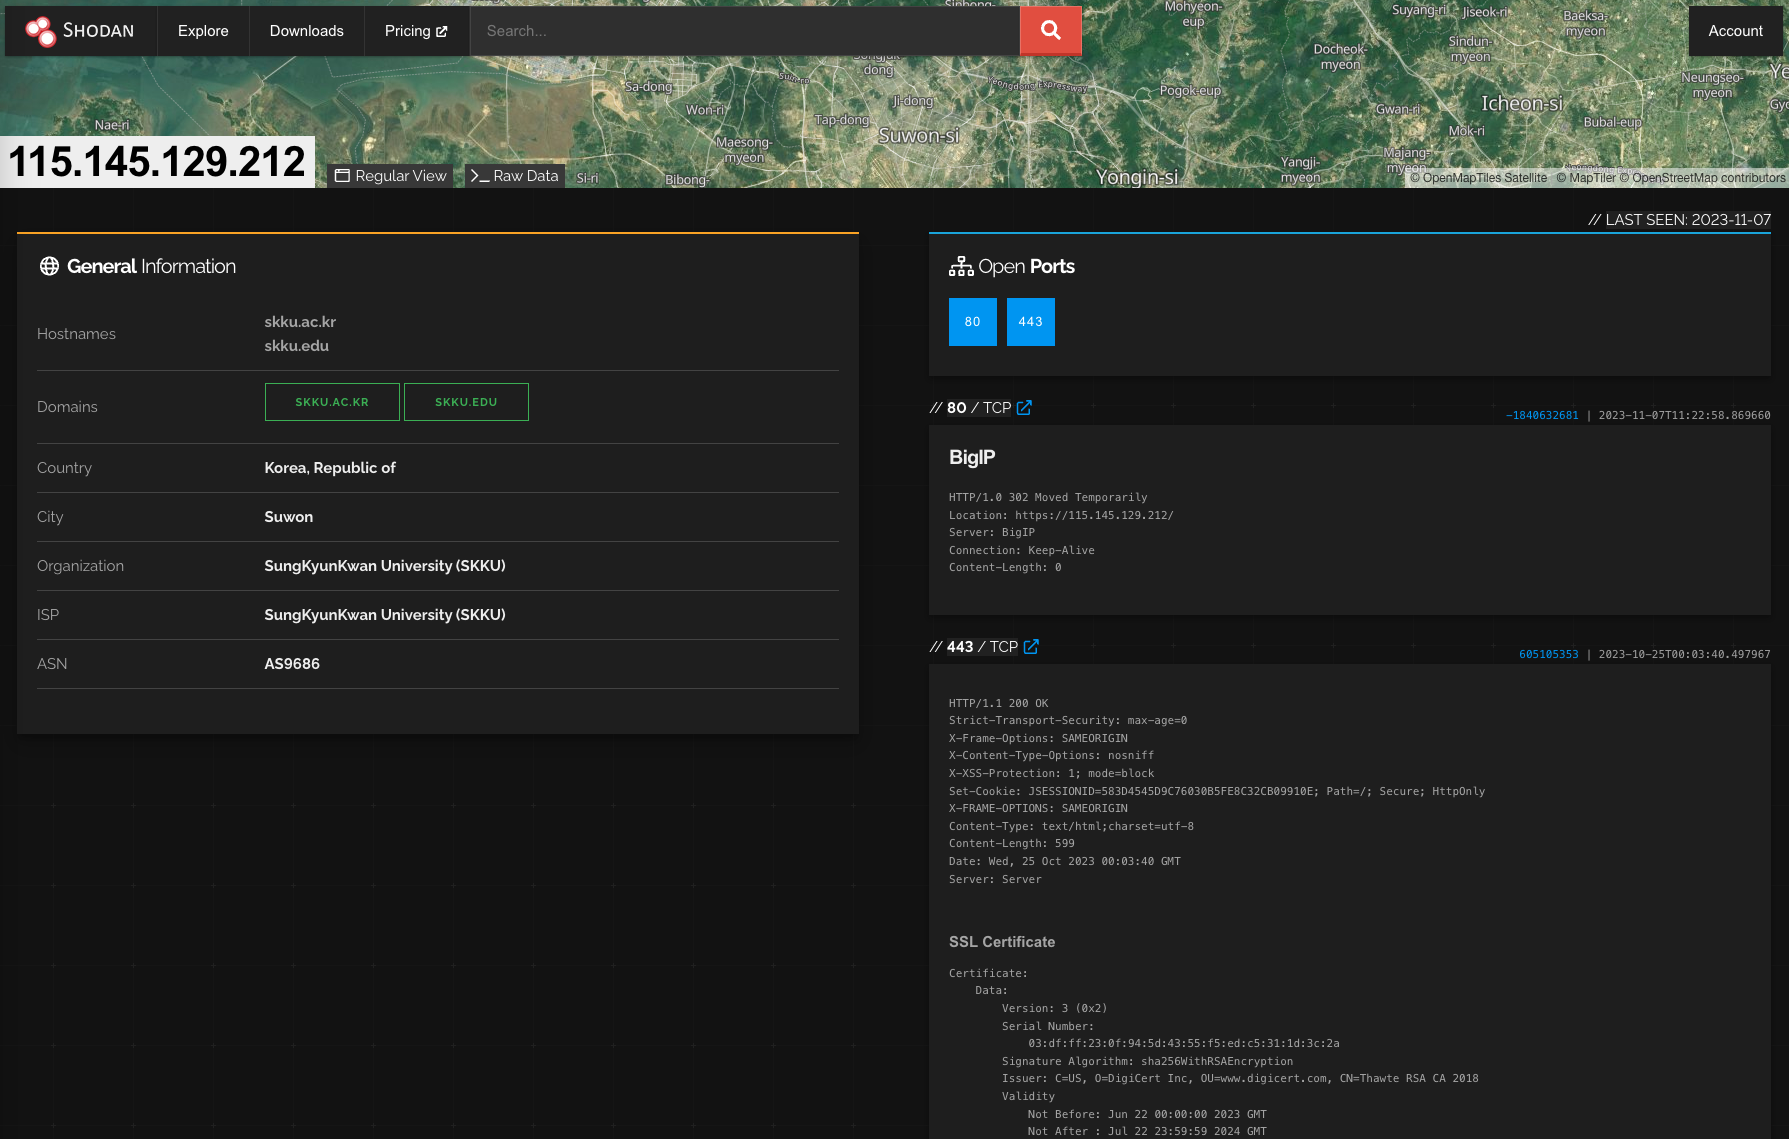 SHODAN
Explore
Downloads
Pricing
Search...
Account
Mohyeon-
eup
Suyang-ri
Jiseok-ri
Baeksa-
myeon
Docheok-
myeon
Sindun-
myeon
dong
Sa-dong
Won-ri
Ji-dong
Yeongdong Expressway
Pogok-eup
Neungseo-
myeon
Gwan-ri
Icheon-si
Nae-ri
Tap-dong
Suwon-si
Mok-ri
Bubal-eup
Maesong-
myeon
Yangji-
myeon
Majang-
myeon
Si-ri
Bibong-
Yongin-si
115.145.129.212
Regular View
Raw Data
© OpenMapTiles Satellite © MapTiler © OpenStreetMap contributors
// LAST SEEN: 2023-11-07
General Information
Hostnames
skku.ac.kr
skku.edu
Domains
SKKU.AC.KR
SKKU.EDU
Country
Korea, Republic of
City
Suwon
Organization
SungKyunKwan University (SKKU)
ISP
SungKyunKwan University (SKKU)
ASN
AS9686
Open Ports
80
443
// 80 / TCP
-1840632681 | 2023-11-07T11:22:58.869660
BigIP
HTTP/1.0 302 Moved Temporarily
Location: https://115.145.129.212/
Server: BigIP
Connection: Keep-Alive
Content-Length: 0
// 443 / TCP
605105353 | 2023-10-25T00:03:40.497967
HTTP/1.1 200 OK
Strict-Transport-Security: max-age=0
X-Frame-Options: SAMEORIGIN
X-Content-Type-Options: nosniff
X-XSS-Protection: 1; mode=block
Set-Cookie: JSESSIONID=583D4545D9C76030B5FE8C32CB09910E; Path=/; Secure; HttpOnly
X-FRAME-OPTIONS: SAMEORIGIN
Content-Type: text/html;charset=utf-8
Content-Length: 599
Date: Wed, 25 Oct 2023 00:03:40 GMT
Server: Server
SSL Certificate
Certificate:
Data:
Version: 3 (0x2)
Serial Number:
03:df:ff:23:0f:94:5d:43:55:f5:ed:c5:31:1d:3c:2a
Signature Algorithm: sha256WithRSAEncryption
Issuer: C=US, O=DigiCert Inc, OU=www.digicert.com, CN=Thawte RSA CA 2018
Validity
Not Before: Jun 22 00:00:00 2023 GMT
Not After : Jul 22 23:59:59 2024 GMT